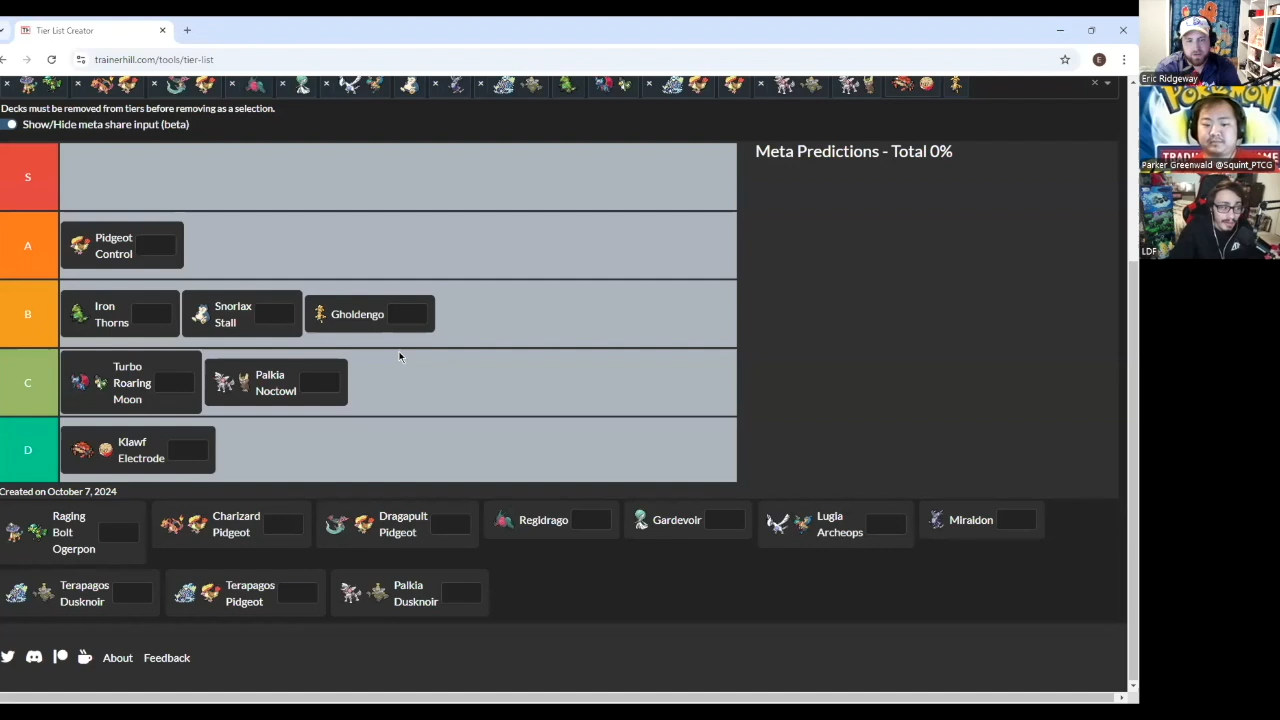 Tier List Creator
trainerhill.com/tools/tier-list
E
Decks must be removed from tiers before removing as a selection.
Show/Hide meta share input (beta)
Meta Predictions - Total 0%
S
A
Pidgeot
Control
B
Iron
Thorns
Snorlax
Stall
Gholdengo
C
Turbo
Roaring
Moon
Palkia
Noctowl
D
Klawf
Electrode
Created on October 7, 2024
Raging
Bolt
Ogerpon
Charizard
Pidgeot
Dragapult
Pidgeot
Regidrago
Gardevoir
Lugia
Archeops
Miraidon
Terapagos
Dusknoir
Terapagos
Pidgeot
Palkia
Dusknoir
About
Feedback
Eric Ridgeway
POKÉMON
Parker Greenwald @Squint_PTCG
LDF